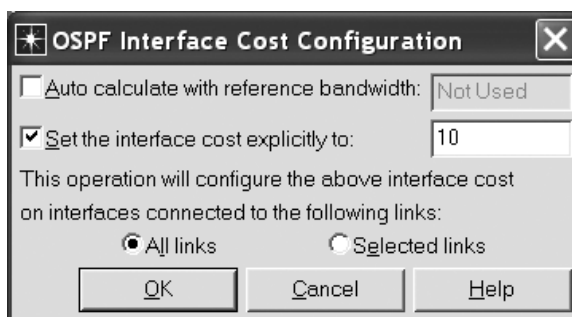 OSPF Interface Cost Configuration
Auto calculate with reference bandwidth: Not Used
Set the interface cost explicitly to: 10
This operation will configure the above interface cost
on interfaces connected to the following links:
All links Selected links
OK Cancel Help